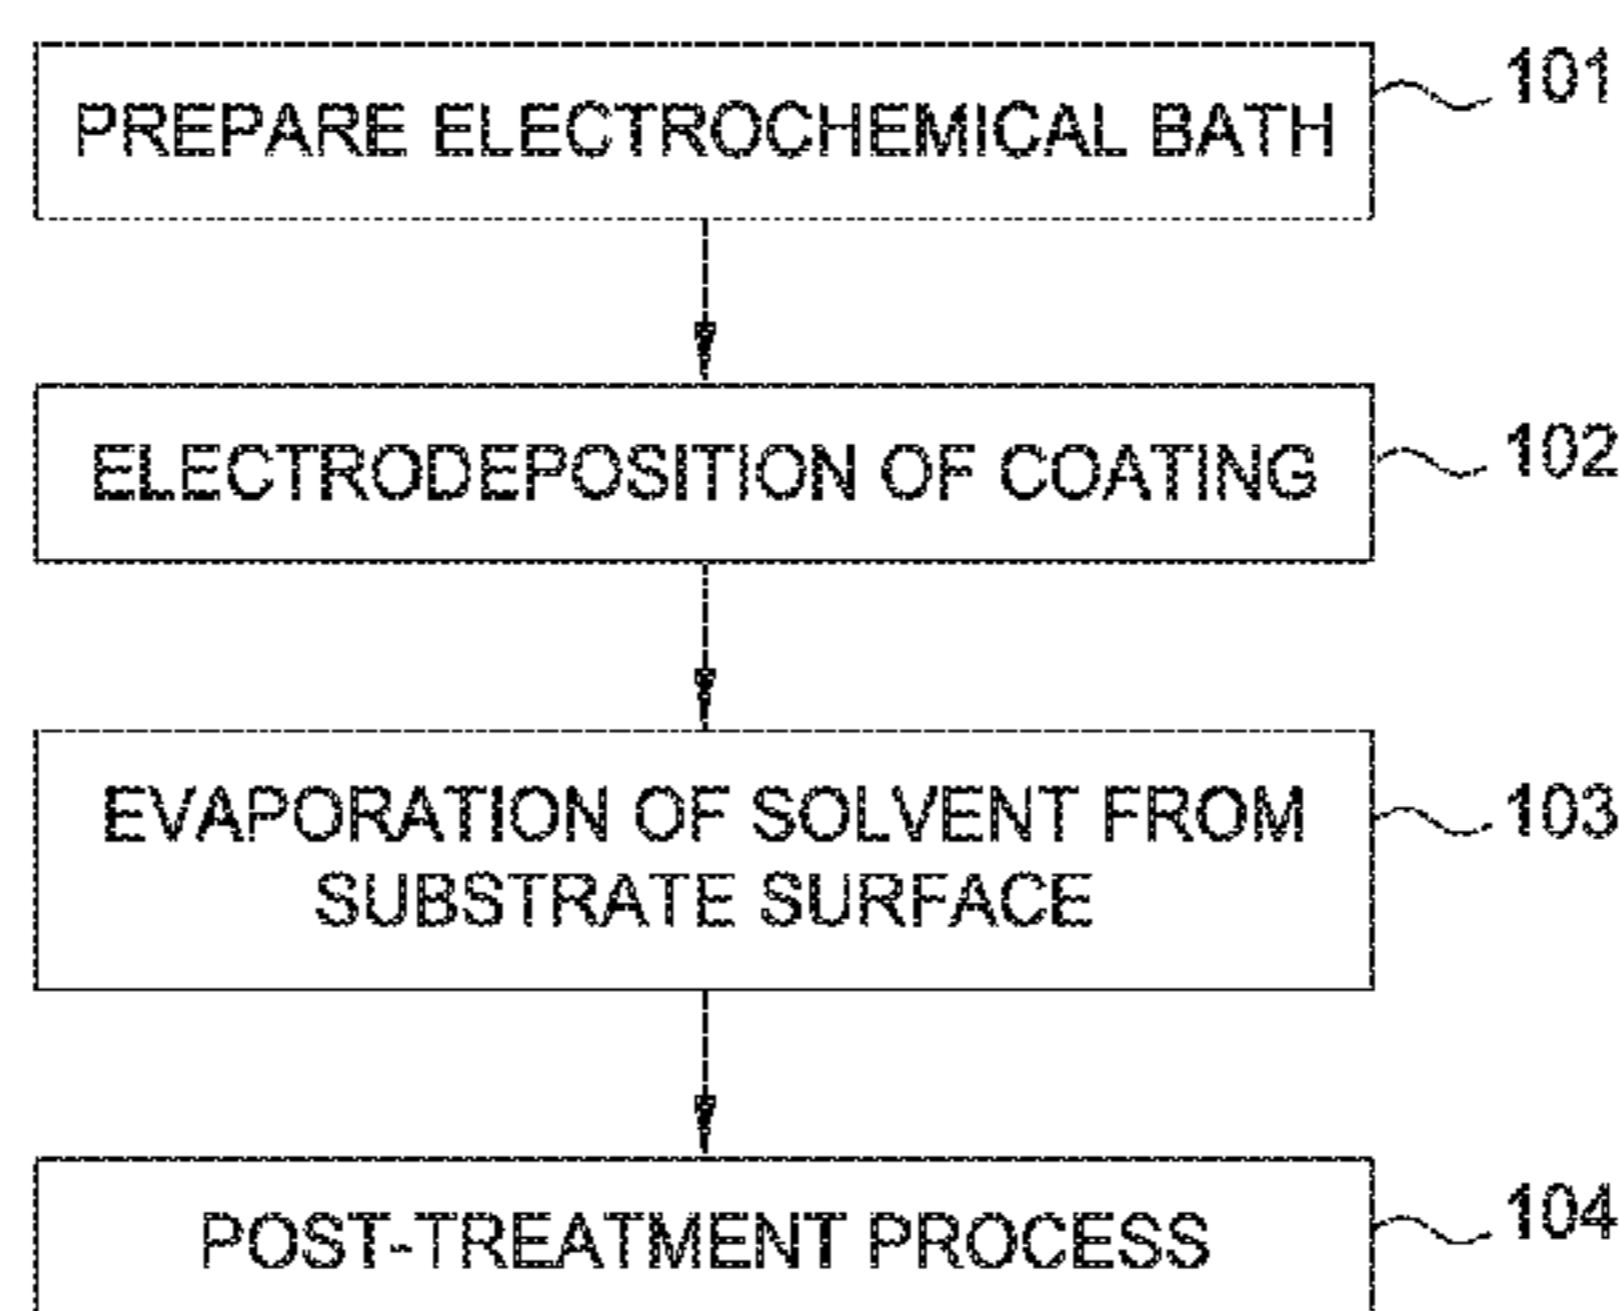 PREPARE ELECTROCHEMICAL BATH 101
ELECTRODEPOSITION OF COATING 102
EVAPORATION OF SOLVENT FROM 103
SUBSTRATE SURFACE
POST-TREATMENT PROCESS 104